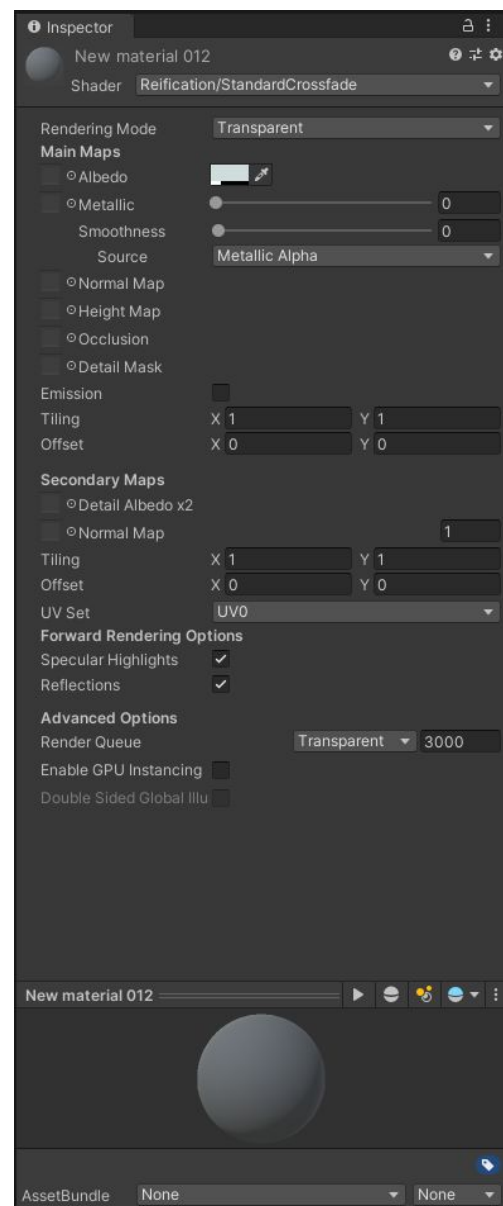 Inspector
New material 012
Shader Reification/StandardCrossfade
Rendering Mode Transparent
Main Maps
Albedo
Metallic 0
Smoothness 0
Source Metallic Alpha
Normal Map
Height Map
Occlusion
Detail Mask
Emission
Tiling X 1 Y 1
Offset X 0 Y 0
Secondary Maps
Detail Albedo x2
Normal Map 1
Tiling X 1 Y 1
Offset X 0 Y 0
UV Set UV0
Forward Rendering Options
Specular Highlights
Reflections
Advanced Options
Render Queue Transparent 3000
Enable GPU Instancing
Double Sided Global Illu
New material 012
AssetBundle None None